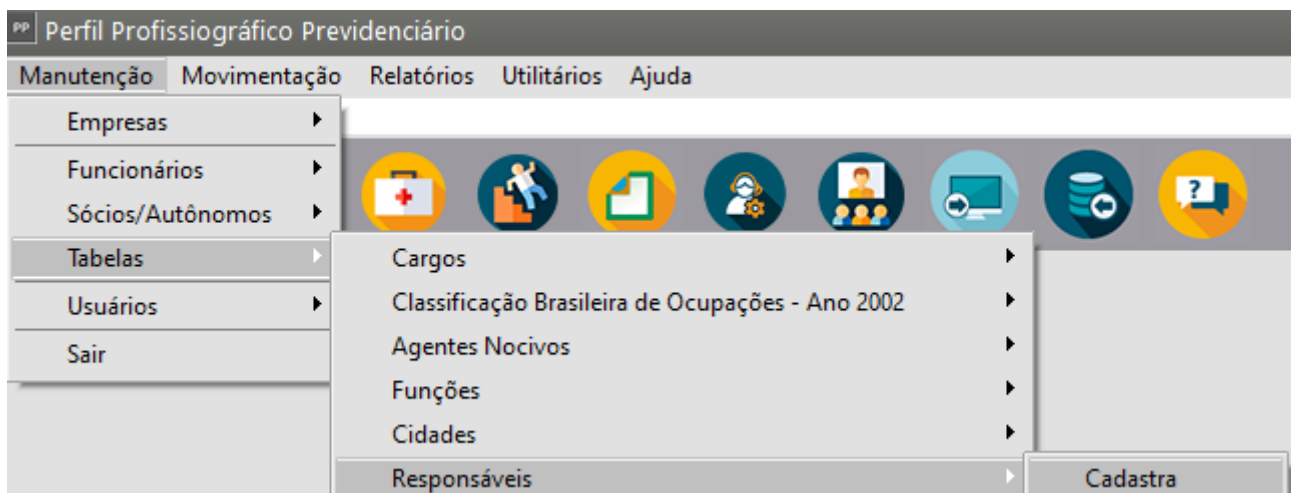 PP Perfil Profissiográfico Previdenciário
Manutenção Movimentação Relatórios Utilitários Ajuda
Empresas
Funcionários
Sócios/Autônomos
Tabelas
Usuários
Sair
Cargos
Classificação Brasileira de Ocupações - Ano 2002
Agentes Nocivos
Funções
Cidades
Responsáveis
Cadastra
?